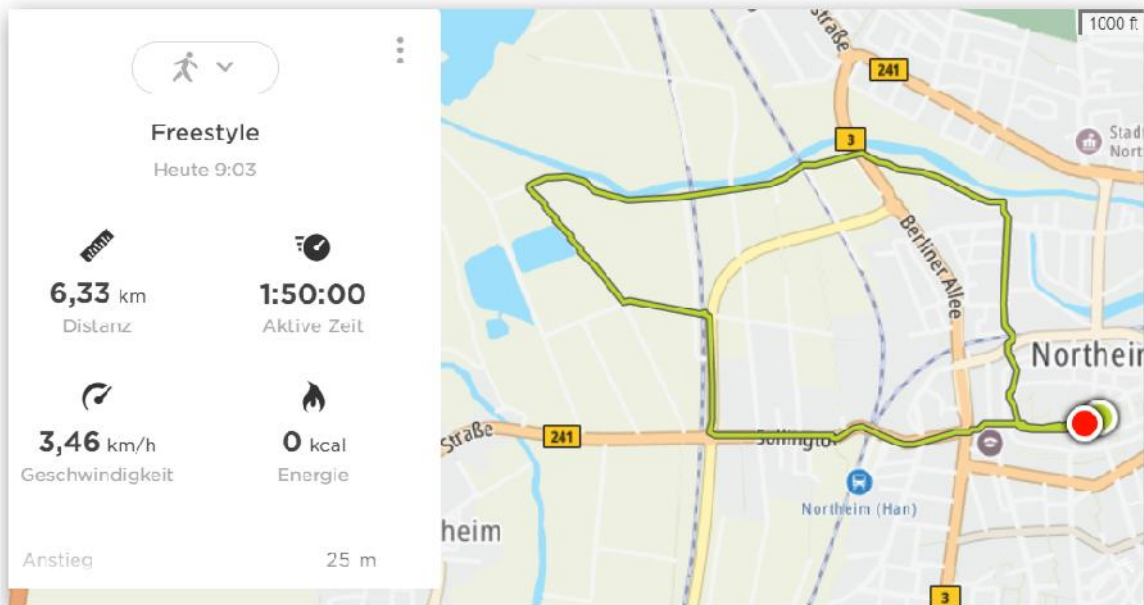 Freestyle
Heute 9:03
6,33 km
Distanz
1:50:00
Aktive Zeit
3,46 km/h
Geschwindigkeit
0 kcal
Energie
Anstieg 25 m
1000 ft
straße
241
3
Stad
Nort
Berliner Allee
Northeim
Straße
241
Northeim (Han)
heim
3